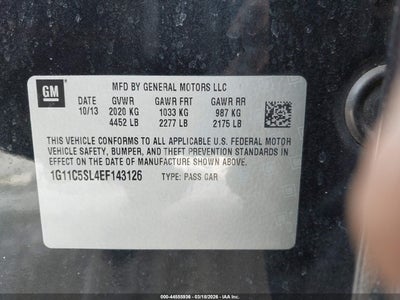 GM
MFD BY GENERAL MOTORS LLC
DATE GVWR GAWR FRT GAWR RR
10/13 2020 KG 1033 KG 987 KG
4452 LB 2277 LB 2175 LB
THIS VEHICLE CONFORMS TO ALL APPLICABLE U.S. FEDERAL MOTOR
VEHICLE SAFETY, BUMPER, AND THEFT PREVENTION STANDARDS IN
EFFECT ON THE DATE OF MANUFACTURE SHOWN ABOVE.
1G11C5SL4EF143126 TYPE: PASS CAR
#44555936 - 03/18/2026 - IAA Inc.